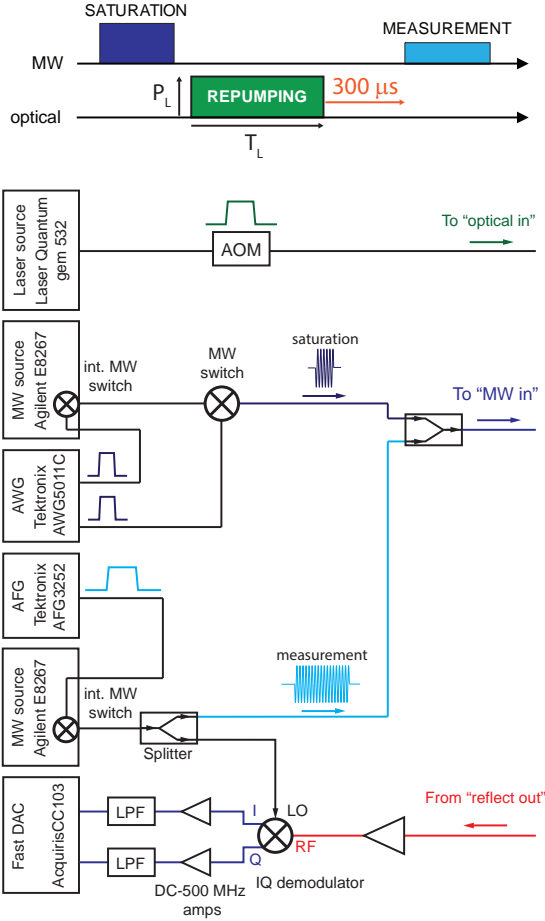 SATURATION
MEASUREMENT
MW
P_L
REPUMPING
300 μs
optical
T_L
Laser source
Laser Quantum
gem 532
AOM
To “optical in”
MW source
Agilent E8267
int. MW
switch
MW
switch
saturation
To “MW in”
AWG
Tektronix
AWG5011C
AFG
Tektronix
AFG3252
measurement
MW source
Agilent E8267
int. MW
switch
Splitter
Fast DAC
AcquirisCC103
LPF
I
LO
From “reflect out”
RF
LPF
Q
DC-500 MHz
amps
IQ demodulator